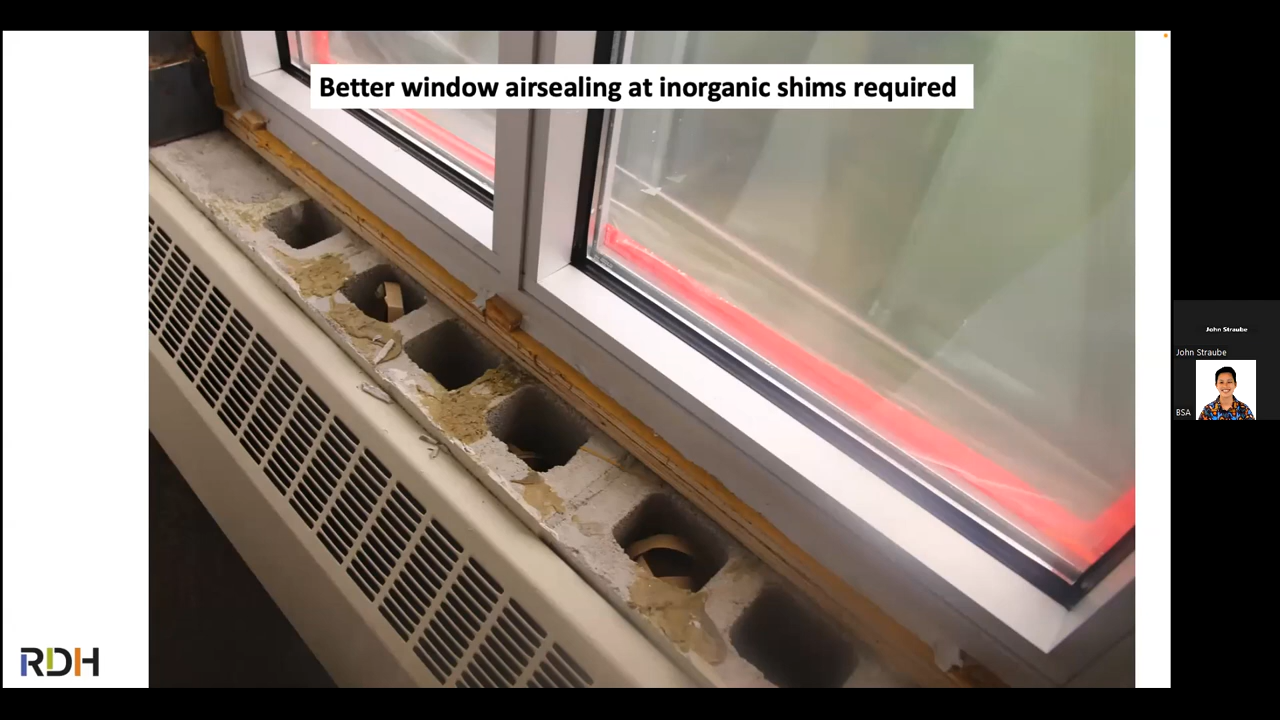 Better window airsealing at inorganic shims required
John Straube
John Straube
BSA
RDH